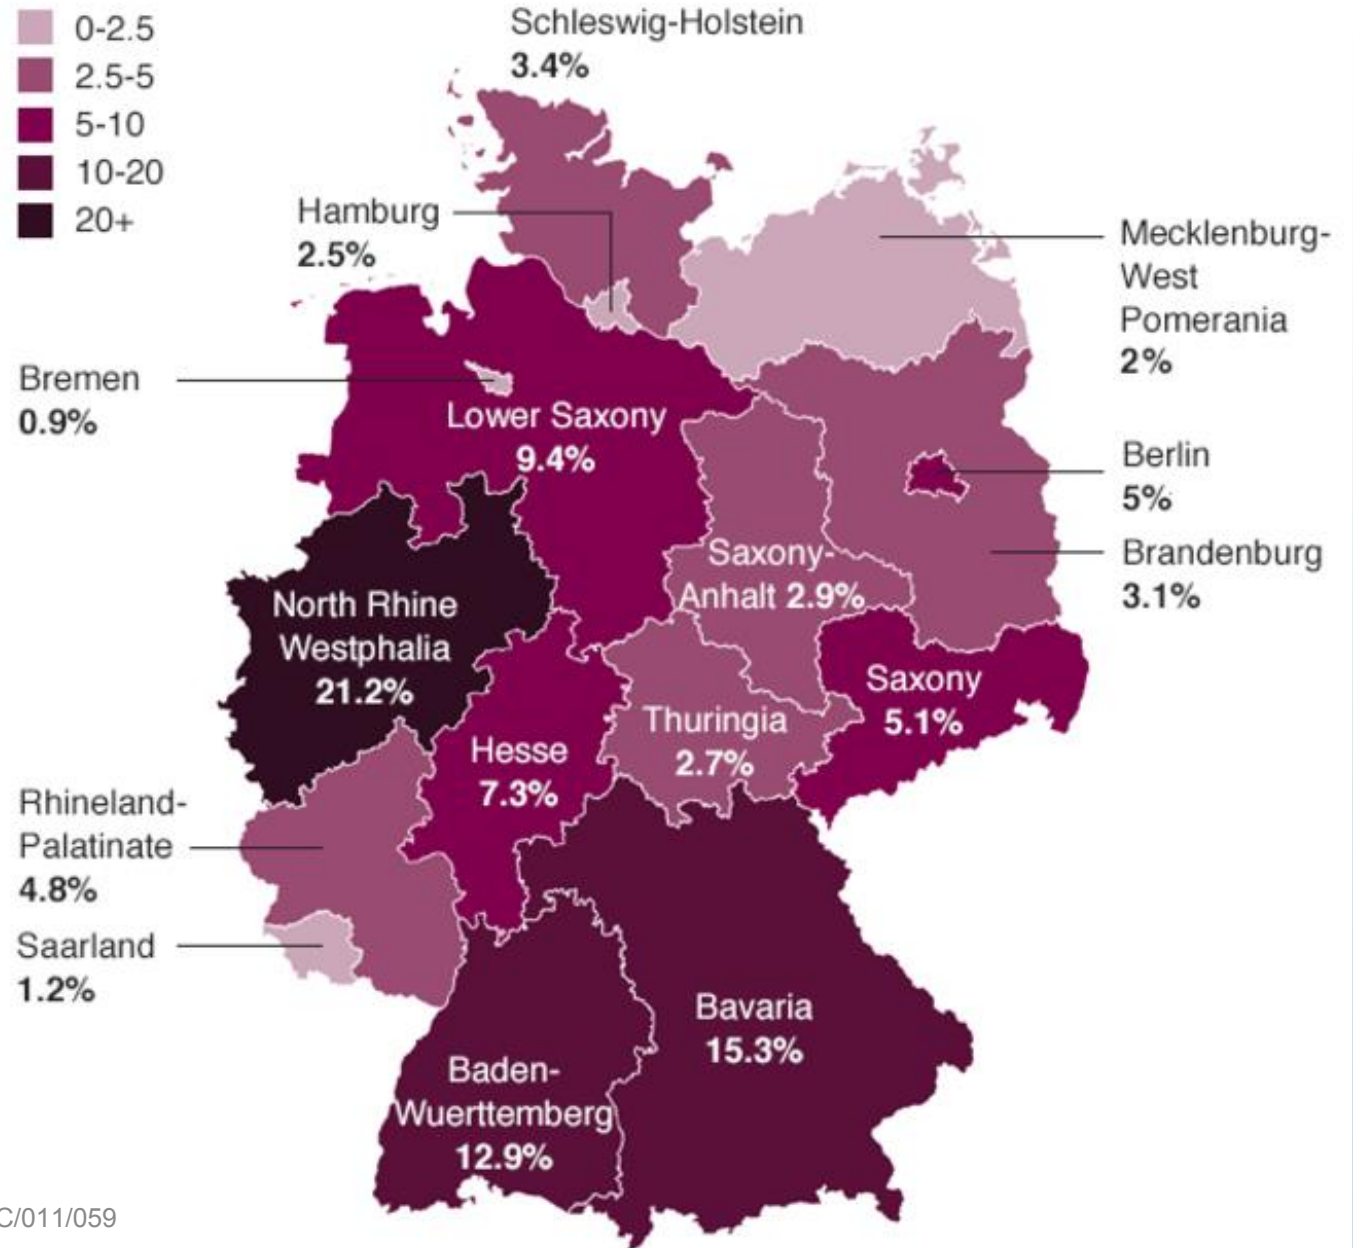 0-2.5
2.5-5
5-10
10-20
20+
Schleswig-Holstein
3.4%
Hamburg
2.5%
Mecklenburg-
West
Pomerania
2%
Bremen
0.9%
Lower Saxony
9.4%
Berlin
5%
Saxony-
Anhalt 2.9%
Brandenburg
3.1%
North Rhine
Westphalia
21.2%
Saxony
5.1%
Thuringia
2.7%
Hesse
7.3%
Rhineland-
Palatinate
4.8%
Saarland
1.2%
Bavaria
15.3%
Baden-
Wuerttemberg
12.9%
C/011/059